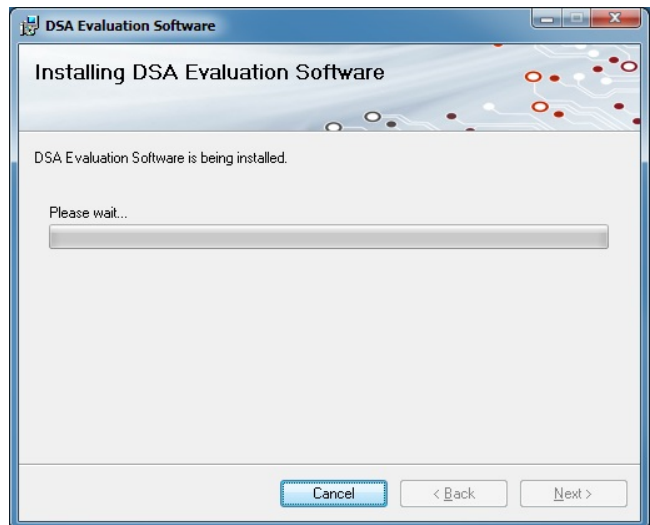 DSA Evaluation Software
Installing DSA Evaluation Software
DSA Evaluation Software is being installed.
Please wait...
Cancel
< Back
Next >